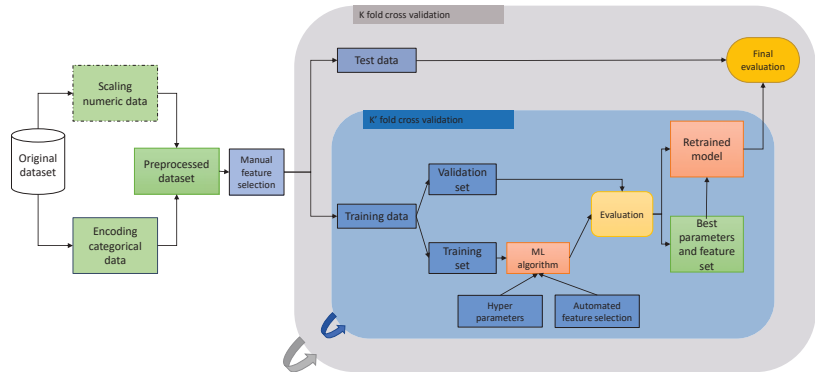 K fold cross validation
Test data
Final
evaluation
Scaling
numeric data
K' fold cross validation
Original
dataset
Preprocessed
dataset
Manual
feature
selection
Retrained
model
Validation
set
Training data
Evaluation
Encoding
categorical
data
Training
set
ML
algorithm
Best
parameters
and feature
set
Hyper
parameters
Automated
feature selection